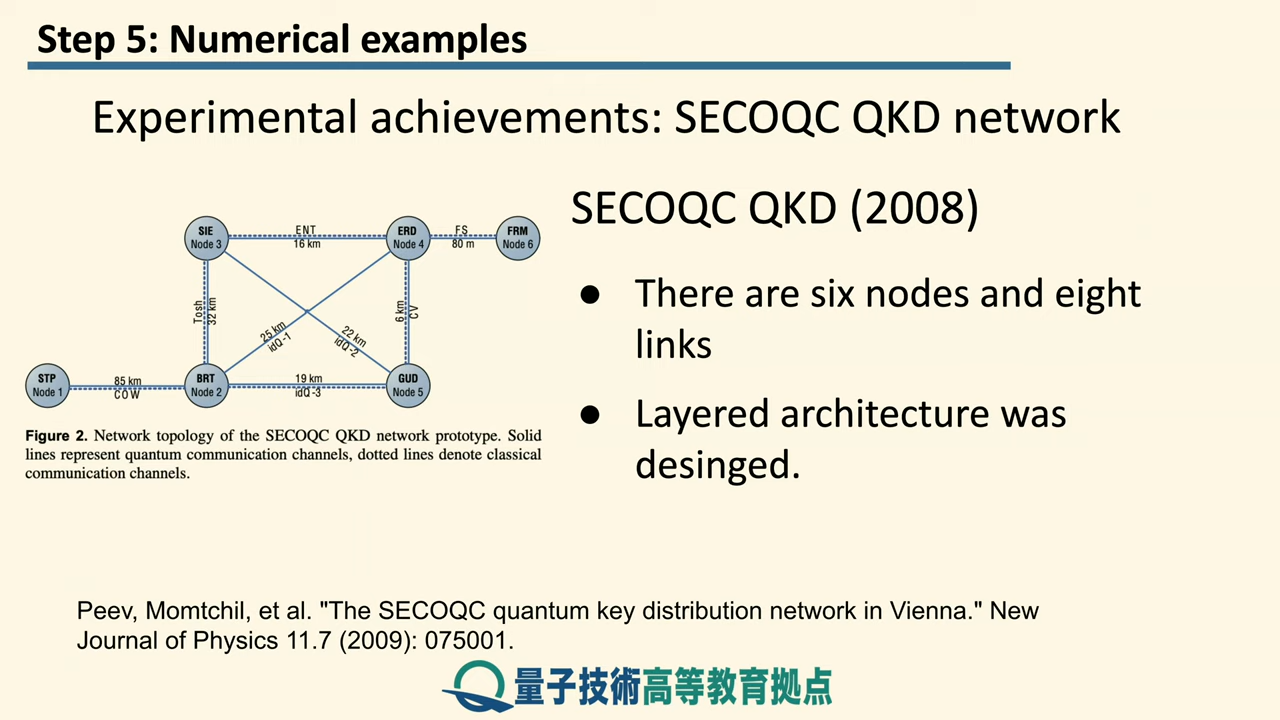 Step 5: Numerical examples
Experimental achievements: SECOQC QKD network
SECOQC QKD (2008)
● There are six nodes and eight
links
● Layered architecture was
desinged.
SIE
Node 3
ENT
16 km
ERD
Node 4
FS
80 m
FRM
Node 6
Tosh
32 km
25 km
idQ-1
22 km
idQ-2
6 km
CV
STP
Node 1
85 km
COW
BRT
Node 2
19 km
idQ-3
GUD
Node 5
Figure 2. Network topology of the SECOQC QKD network prototype. Solid
lines represent quantum communication channels, dotted lines denote classical
communication channels.
Peev, Momtchil, et al. "The SECOQC quantum key distribution network in Vienna." New
Journal of Physics 11.7 (2009): 075001.
量子技術高等教育拠点